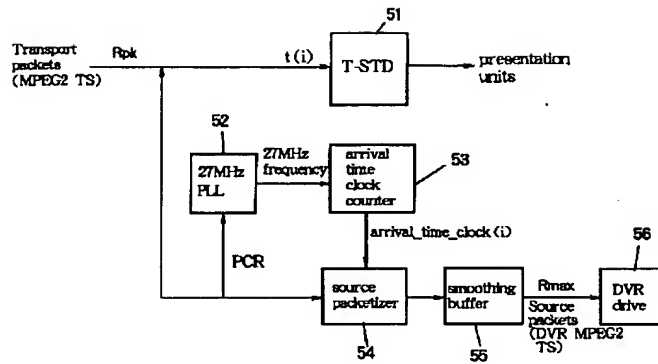 51
Transport
packets
(MPEG2 TS)
Rpk
t(i)
T-STD
presentation
units
52
27MHz
PLL
27MHz
frequency
arrival
time
clock
counter
53
arrival_time_clock(i)
PCR
source
packetizer
54
smoothing
buffer
55
Rmax
Source
packets
(DVR MPEG2
TS)
56
DVR
drive